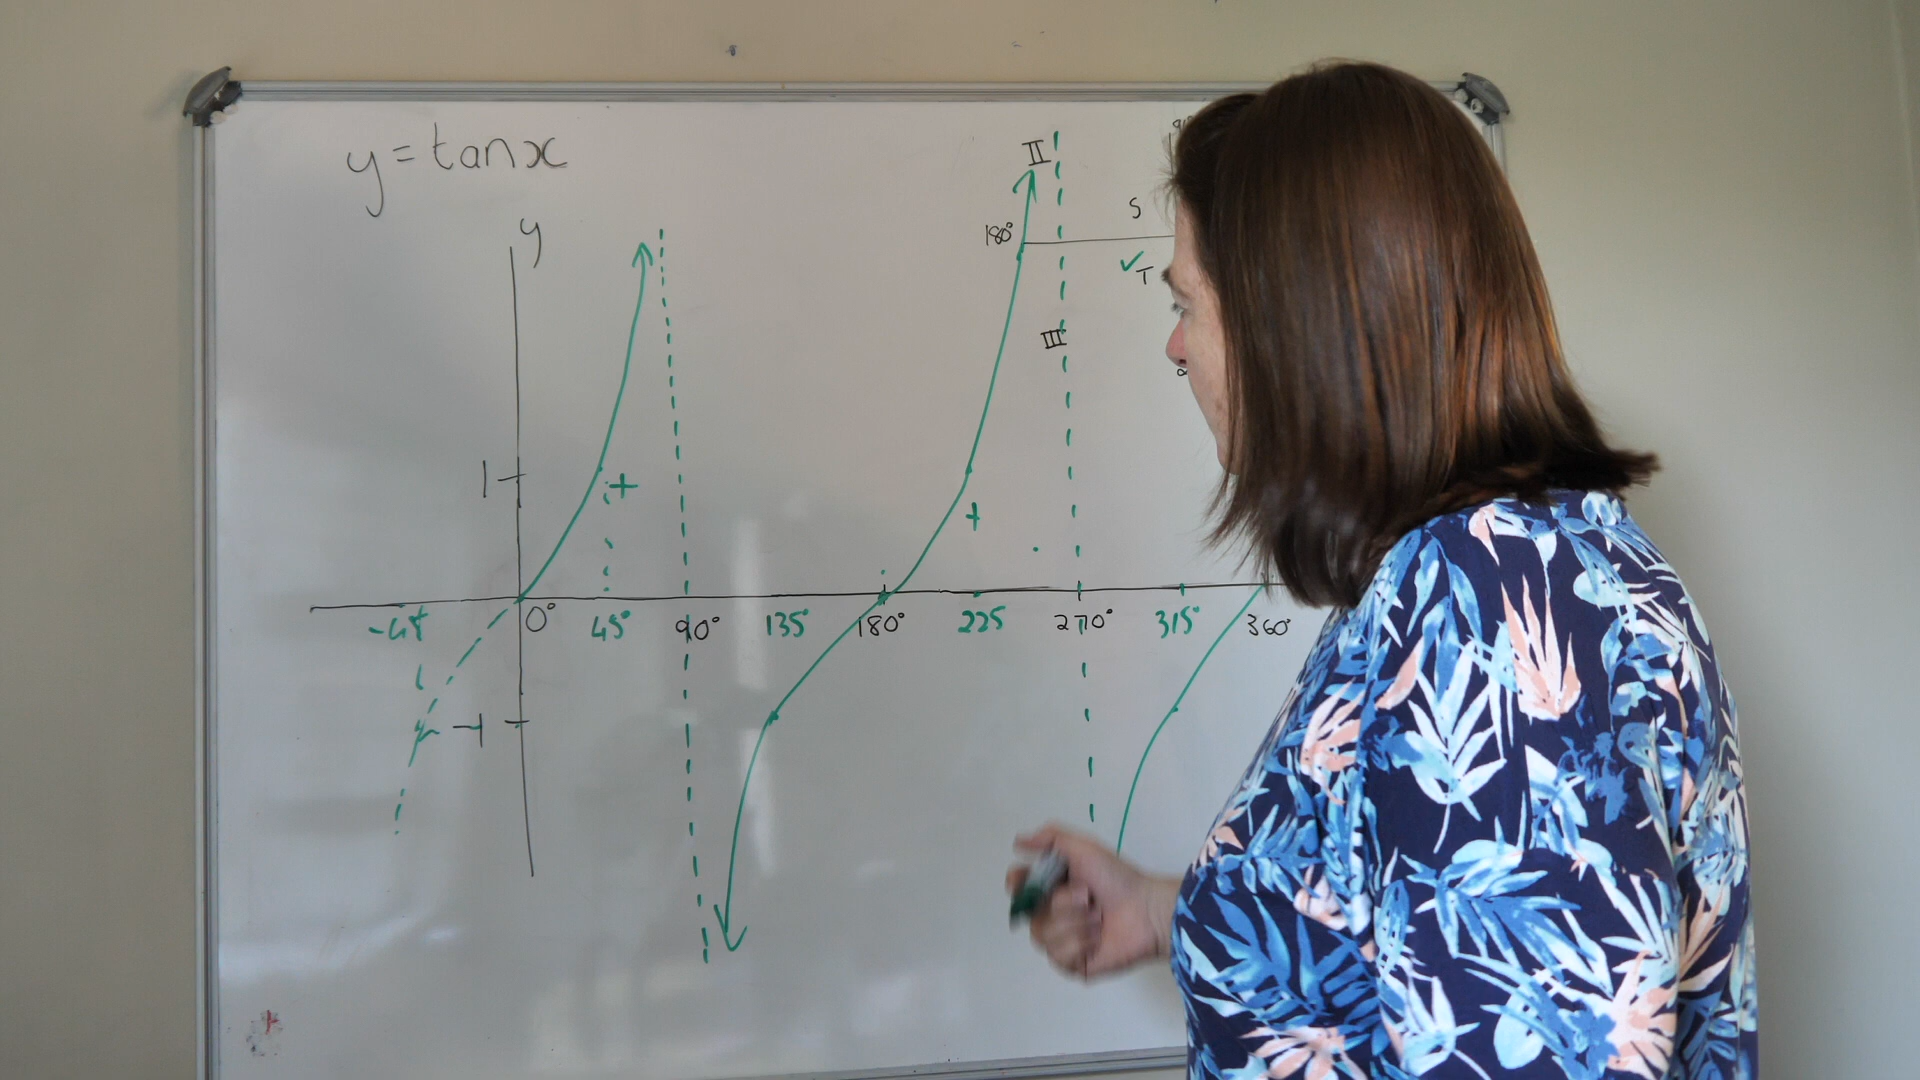 y = tan x
y
II
S
180°
✓ T
III
1
+
+
-45
0°
45°
90°
135°
180°
225
270°
315°
360°
-1